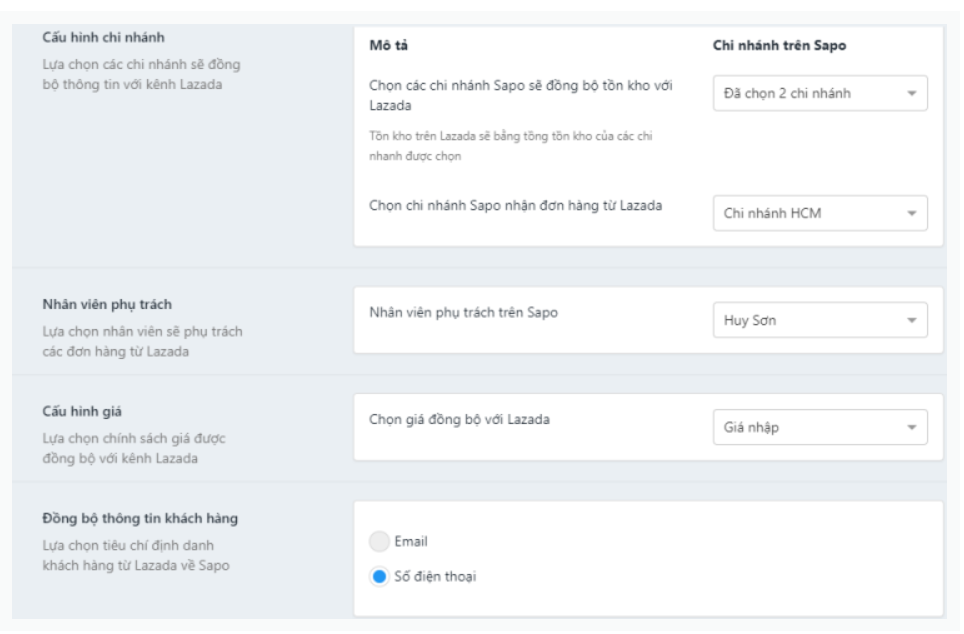 Cấu hình chi nhánh
Lựa chọn các chi nhánh sẽ đồng
bộ thông tin với kênh Lazada
Mô tả
Chi nhánh trên Sapo
Chọn các chi nhánh Sapo sẽ đồng bộ tồn kho với
Lazada
Đã chọn 2 chi nhánh
Tồn kho trên Lazada sẽ bằng tổng tồn kho của các chi
nhanh được chọn
Chọn chi nhánh Sapo nhận đơn hàng từ Lazada
Chi nhánh HCM
Nhân viên phụ trách
Lựa chọn nhân viên sẽ phụ trách
các đơn hàng từ Lazada
Nhân viên phụ trách trên Sapo
Huy Sơn
Cấu hình giá
Lựa chọn chính sách giá được
đồng bộ với kênh Lazada
Chọn giá đồng bộ với Lazada
Giá nhập
Đồng bộ thông tin khách hàng
Lựa chọn tiêu chí định danh
khách hàng từ Lazada về Sapo
Email
Số điện thoại